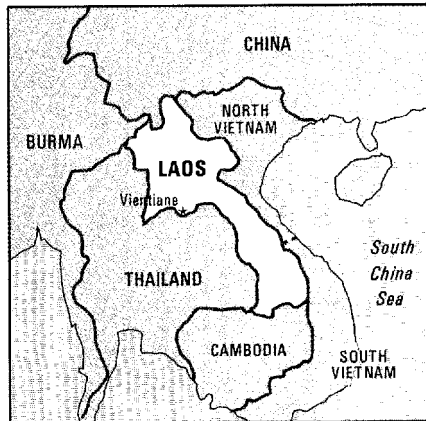 CHINA
NORTH
VIETNAM
BURMA
LAOS
Vientiane
THAILAND
South
China
Sea
CAMBODIA
SOUTH
VIETNAM